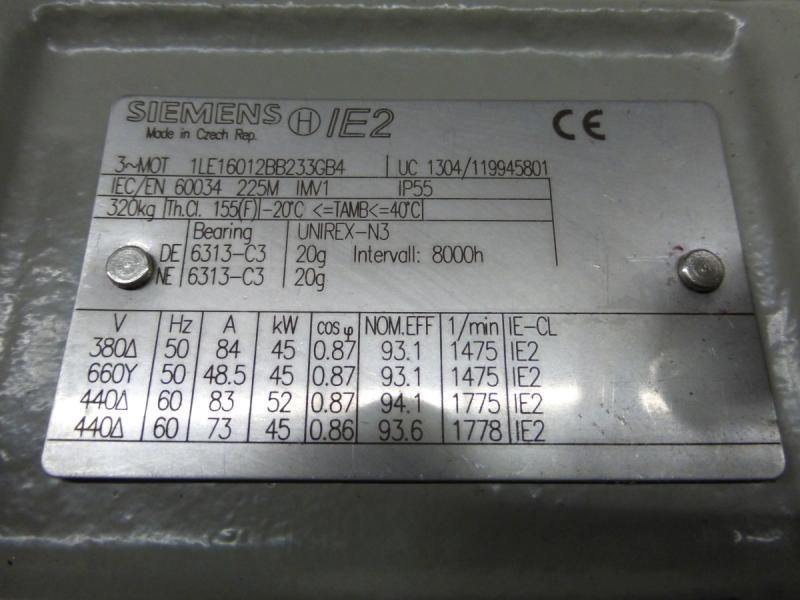 SIEMENS H IE2 CE
Made in Czech Rep.
3~MOT 1LE16012BB233GB4 UC 1304/119945801
IEC/EN 60034 225M IMV1 IP55
320kg Th.Cl. 155(F) -20°C <=TAMB<=40°C
Bearing UNIREX-N3
DE 6313-C3 20g Intervall: 8000h
NE 6313-C3 20g
V Hz A kW cosφ NOM.EFF 1/min IE-CL
380Δ 50 84 45 0.87 93.1 1475 IE2
660Y 50 48.5 45 0.87 93.1 1475 IE2
440Δ 60 83 52 0.87 94.1 1775 IE2
440Δ 60 73 45 0.86 93.6 1778 IE2